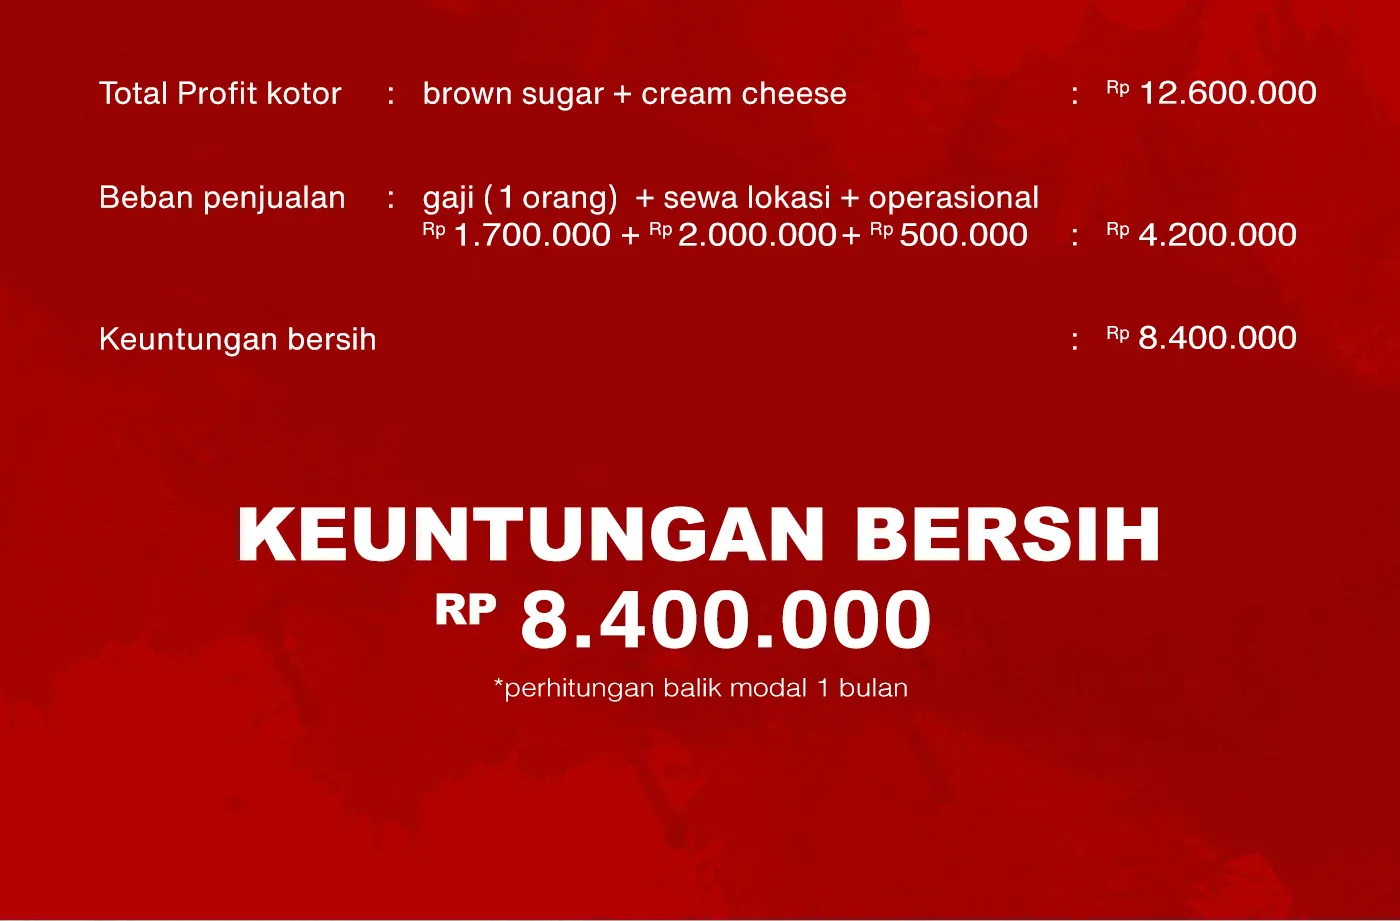 Total Profit kotor : brown sugar + cream cheese : Rp 12.600.000
Beban penjualan : gaji (1 orang) + sewa lokasi + operasional
Rp 1.700.000 + Rp 2.000.000 + Rp 500.000 : Rp 4.200.000
Keuntungan bersih : Rp 8.400.000
KEUNTUNGAN BERSIH
RP 8.400.000
*perhitungan balik modal 1 bulan